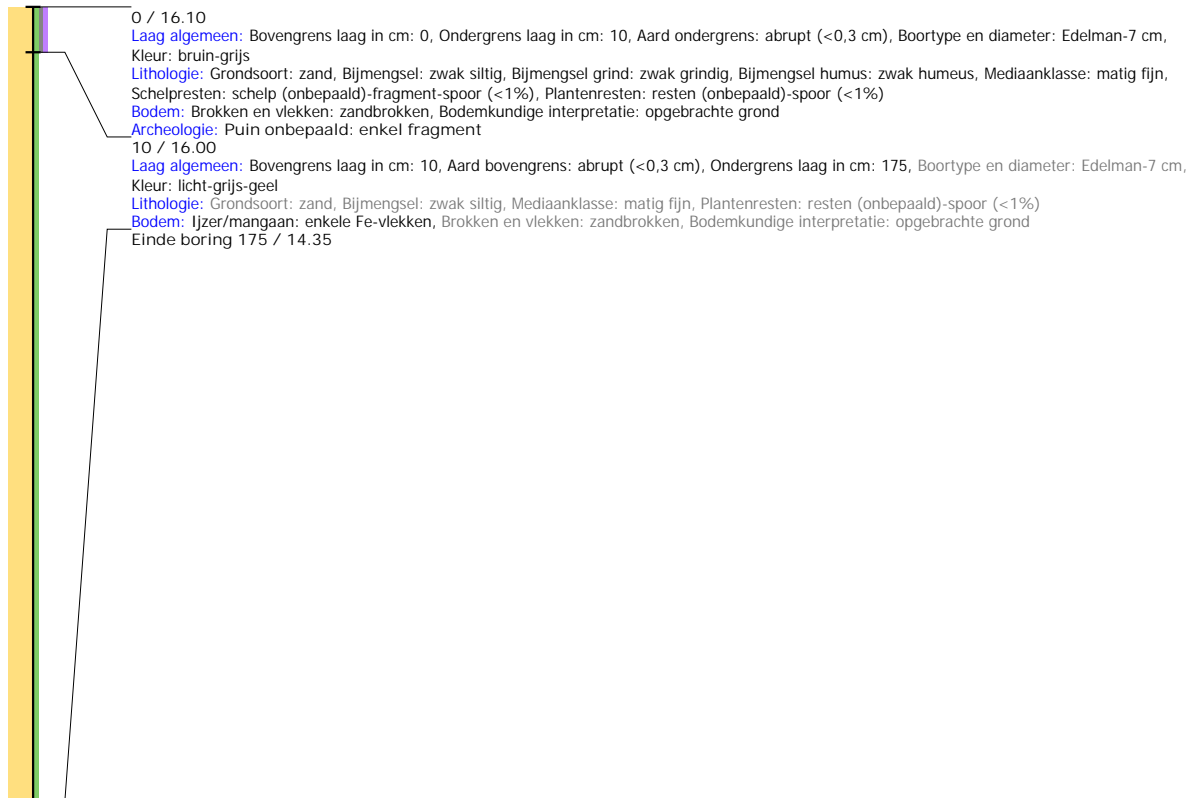 0 / 16.10
Laag algemeen: Bovengrens laag in cm: 0, Ondergrens laag in cm: 10, Aard ondergrens: abrupt (<0,3 cm), Boortype en diameter: Edelman-7 cm,
Kleur: bruin-grijs
Lithologie: Grondsoort: zand, Bijmengsel: zwak siltig, Bijmengsel grind: zwak grindig, Bijmengsel humus: zwak humeus, Mediaanklasse: matig fijn,
Schelpresten: schelp (onbepaald)-fragment-spoor (<1%), Plantenresten: resten (onbepaald)-spoor (<1%)
Bodem: Brokken en vlekken: zandbrokken, Bodemkundige interpretatie: opgebrachte grond
Archeologie: Puin onbepaald: enkel fragment
10 / 16.00
Laag algemeen: Bovengrens laag in cm: 10, Aard bovengrens: abrupt (<0,3 cm), Ondergrens laag in cm: 175, Boortype en diameter: Edelman-7 cm,
Kleur: licht-grijs-geel
Lithologie: Grondsoort: zand, Bijmengsel: zwak siltig, Mediaanklasse: matig fijn, Plantenresten: resten (onbepaald)-spoor (<1%)
Bodem: Ijzer/mangaan: enkele Fe-vlekken, Brokken en vlekken: zandbrokken, Bodemkundige interpretatie: opgebrachte grond
Einde boring 175 / 14.35